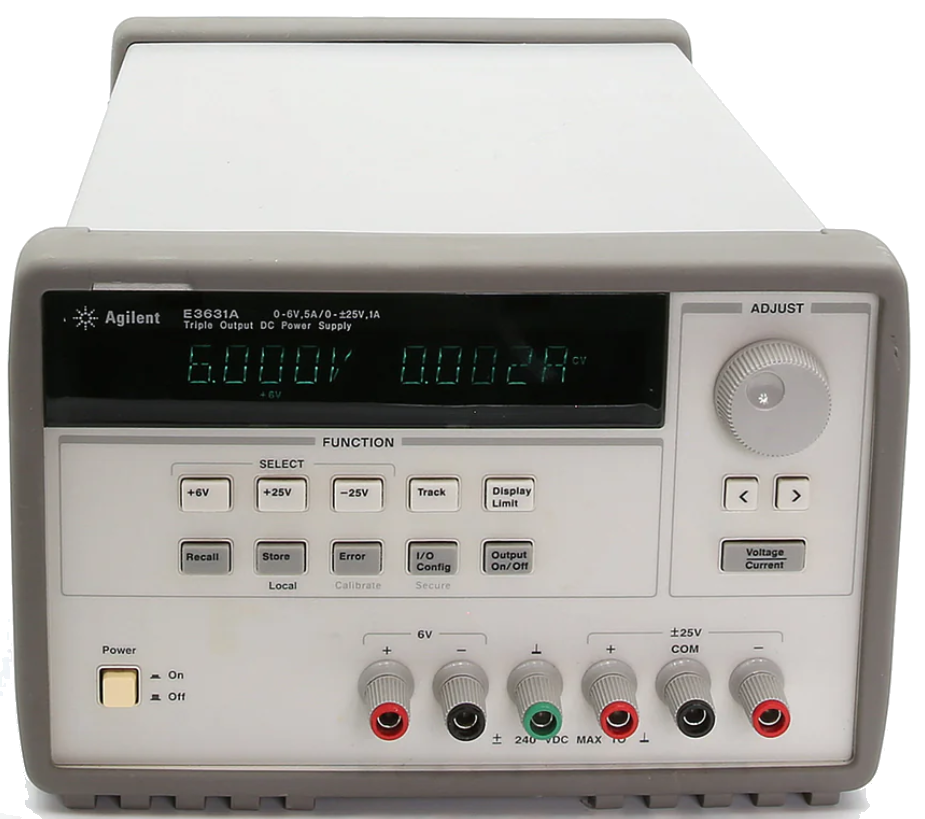 Agilent E3631A 0-6V,5A/0-±25V,1A
Triple Output DC Power Supply
6.000V 0.002A CV
+6V
ADJUST
FUNCTION
SELECT
+6V +25V -25V Track Display Limit
< >
Recall Store Error I/O Config Output On/Off
Voltage
Current
Local Calibrate Secure
6V ±25V
+ - ⊥ + COM -
Power
On
Off
± 240 VDC MAX TO ⊥